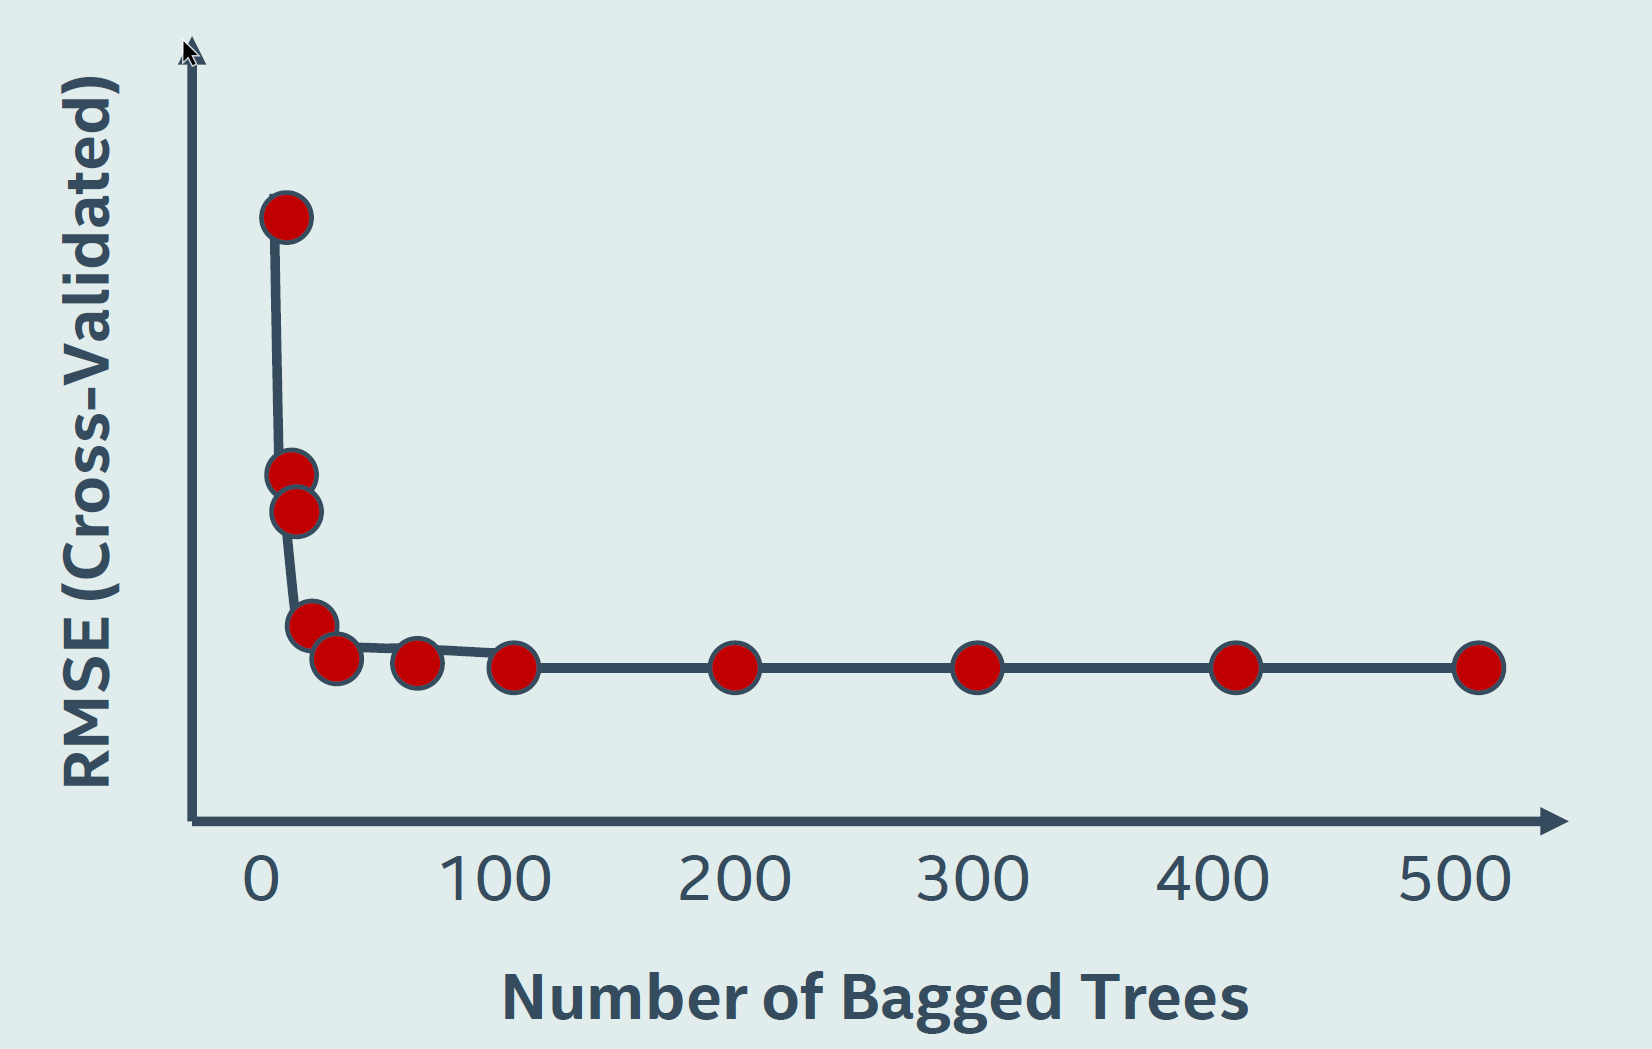 RMSE (Cross-Validated)
0 100 200 300 400 500
Number of Bagged Trees